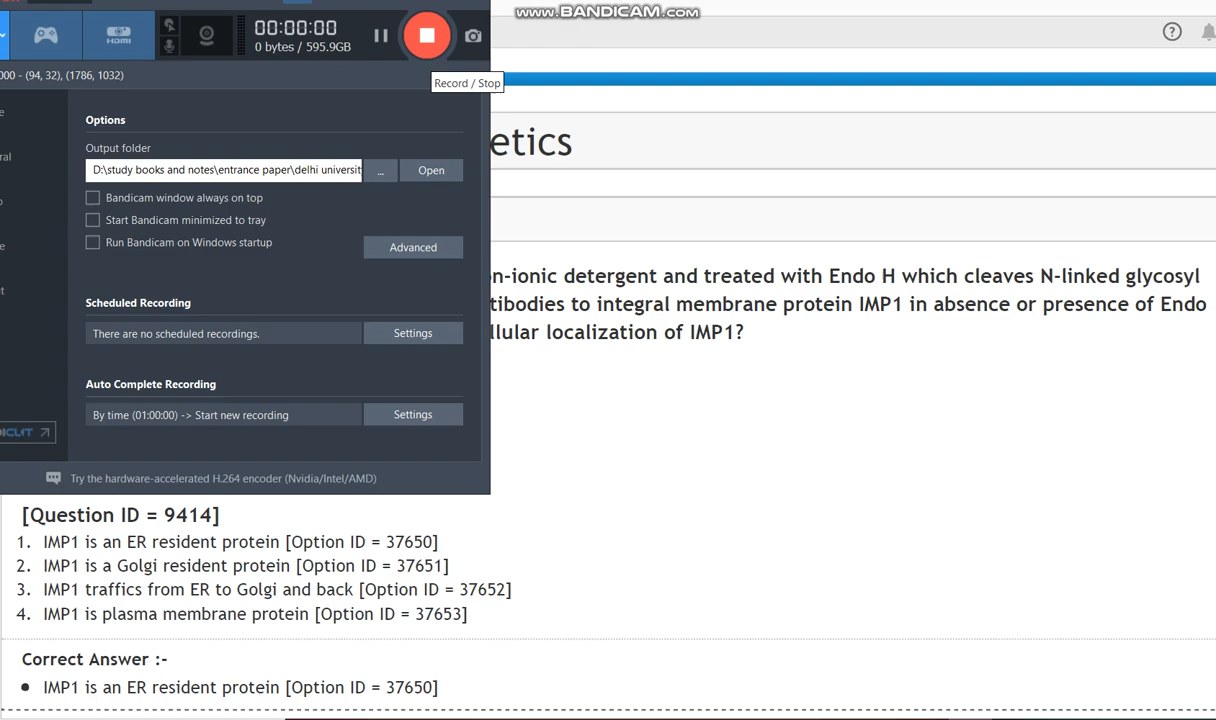 www.BANDICAM.com
00:00:00
0 bytes / 595.9GB
HDMI
Record / Stop
000 - (94, 32), (1786, 1032)
etics
Options
Output folder
D:\study books and notes\entrance paper\delhi universit
...
Open
Bandicam window always on top
Start Bandicam minimized to tray
Run Bandicam on Windows startup
Advanced
n-ionic detergent and treated with Endo H which cleaves N-linked glycosyl
tibodies to integral membrane protein IMP1 in absence or presence of Endo
llular localization of IMP1?
Scheduled Recording
There are no scheduled recordings.
Settings
Auto Complete Recording
By time (01:00:00) -> Start new recording
Settings
Try the hardware-accelerated H.264 encoder (Nvidia/Intel/AMD)
[Question ID = 9414]
1. IMP1 is an ER resident protein [Option ID = 37650]
2. IMP1 is a Golgi resident protein [Option ID = 37651]
3. IMP1 traffics from ER to Golgi and back [Option ID = 37652]
4. IMP1 is plasma membrane protein [Option ID = 37653]
Correct Answer :-
• IMP1 is an ER resident protein [Option ID = 37650]